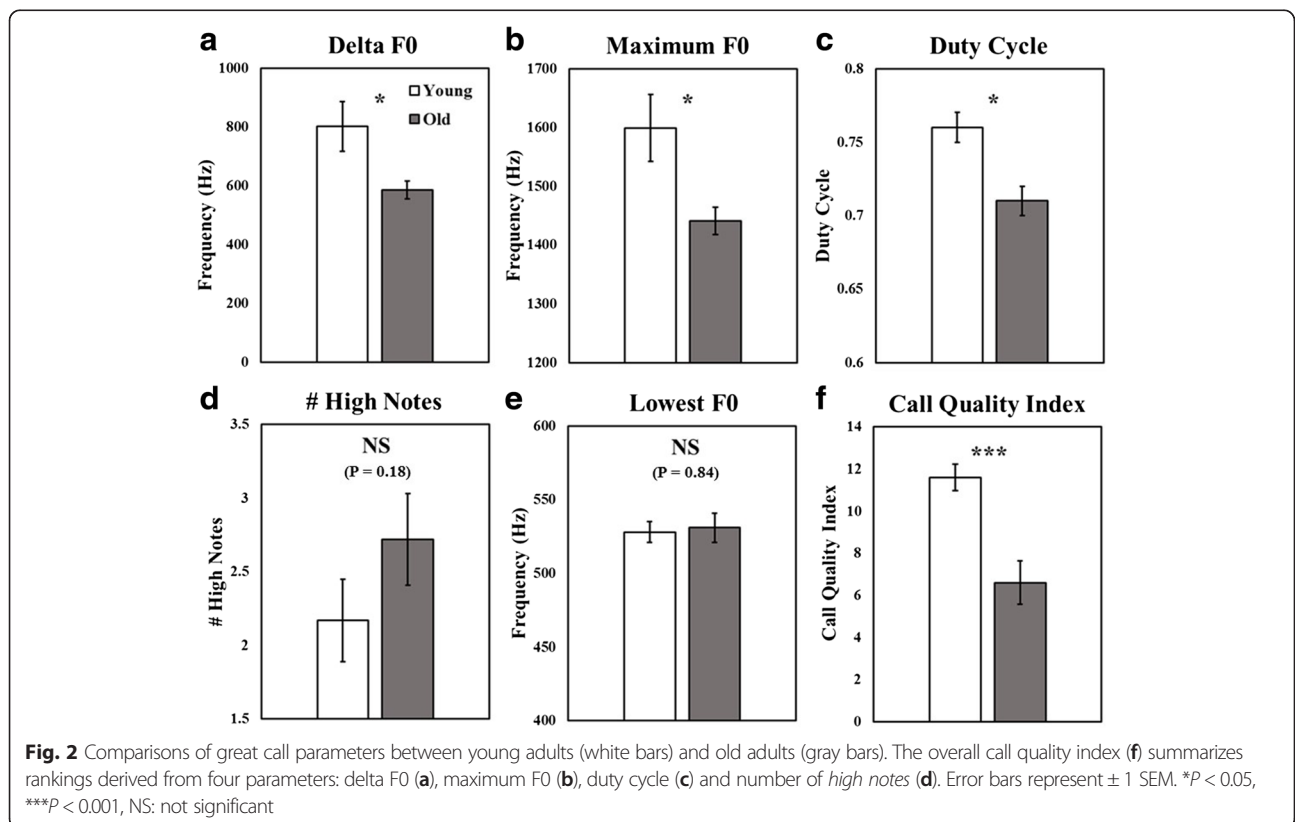 a Delta F0
1000
800
600
400
200
0
Frequency (Hz)
*
Young
Old
b Maximum F0
1700
1600
1500
1400
1300
1200
Frequency (Hz)
*
c Duty Cycle
0.8
0.75
0.7
0.65
0.6
Duty Cycle
*
d # High Notes
3.5
3
2.5
2
1.5
# High Notes
NS
(P = 0.18)
e Lowest F0
600
550
500
450
400
Frequency (Hz)
NS
(P = 0.84)
f Call Quality Index
14
12
10
8
6
4
2
0
Call Quality Index
***
Fig. 2 Comparisons of great call parameters between young adults (white bars) and old adults (gray bars). The overall call quality index (f) summarizes
rankings derived from four parameters: delta F0 (a), maximum F0 (b), duty cycle (c) and number of high notes (d). Error bars represent ± 1 SEM. *P < 0.05,
***P < 0.001, NS: not significant